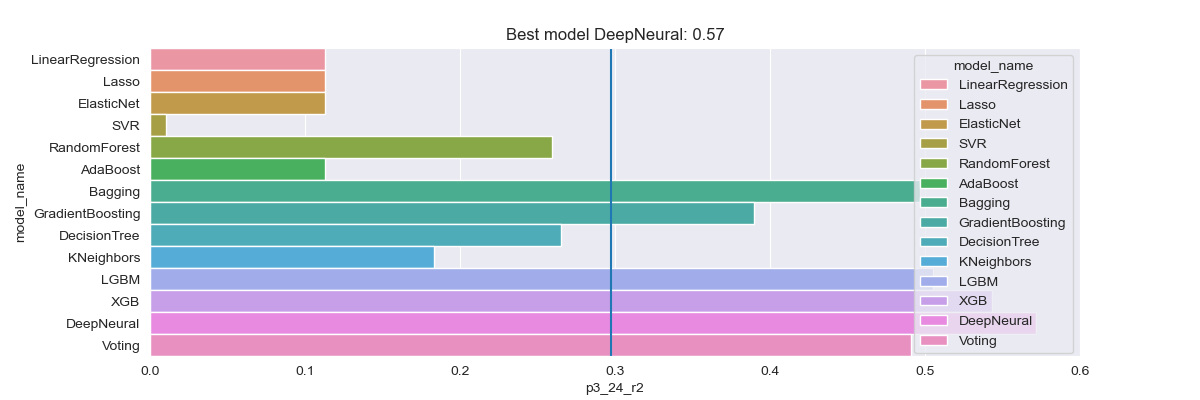 Best model DeepNeural: 0.57
model_name
LinearRegression
Lasso
ElasticNet
SVR
RandomForest
AdaBoost
Bagging
GradientBoosting
DecisionTree
KNeighbors
LGBM
XGB
DeepNeural
Voting
0.0 0.1 0.2 0.3 0.4 0.5 0.6
p3_24_r2
model_name
LinearRegression
Lasso
ElasticNet
SVR
RandomForest
AdaBoost
Bagging
GradientBoosting
DecisionTree
KNeighbors
LGBM
XGB
DeepNeural
Voting